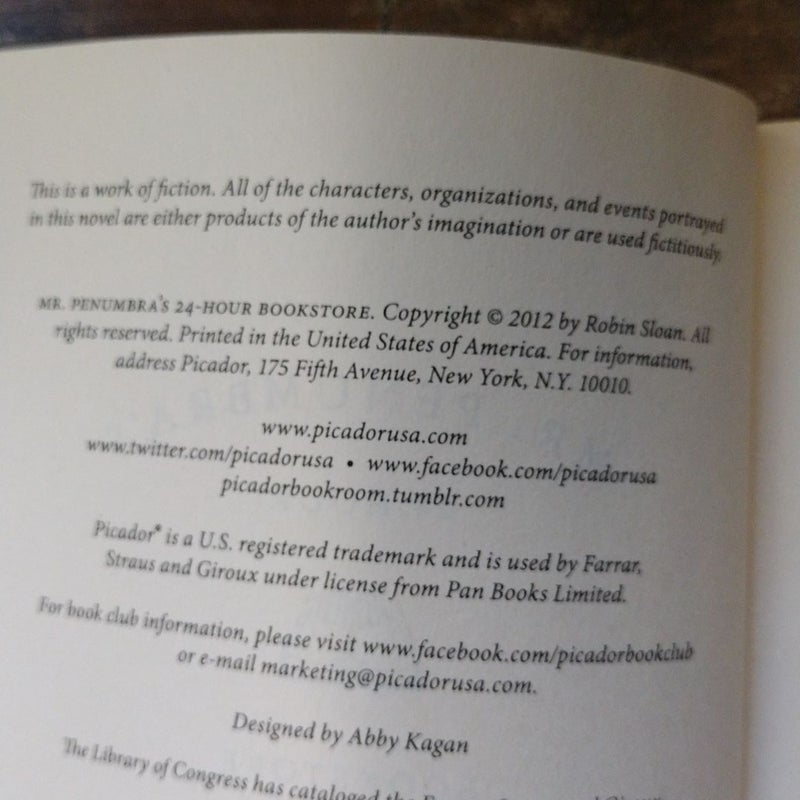 This is a work of fiction. All of the characters, organizations, and events portrayed
in this novel are either products of the author's imagination or are used fictitiously.
MR. PENUMBRA'S 24-HOUR BOOKSTORE. Copyright © 2012 by Robin Sloan. All
rights reserved. Printed in the United States of America. For information,
address Picador, 175 Fifth Avenue, New York, N.Y. 10010.
www.picadorusa.com
www.twitter.com/picadorusa • www.facebook.com/picadorusa
picadorbookroom.tumblr.com
Picador® is a U.S. registered trademark and is used by Farrar,
Straus and Giroux under license from Pan Books Limited.
For book club information, please visit www.facebook.com/picadorbookclub
or e-mail marketing@picadorusa.com.
Designed by Abby Kagan
The Library of Congress has cataloged the